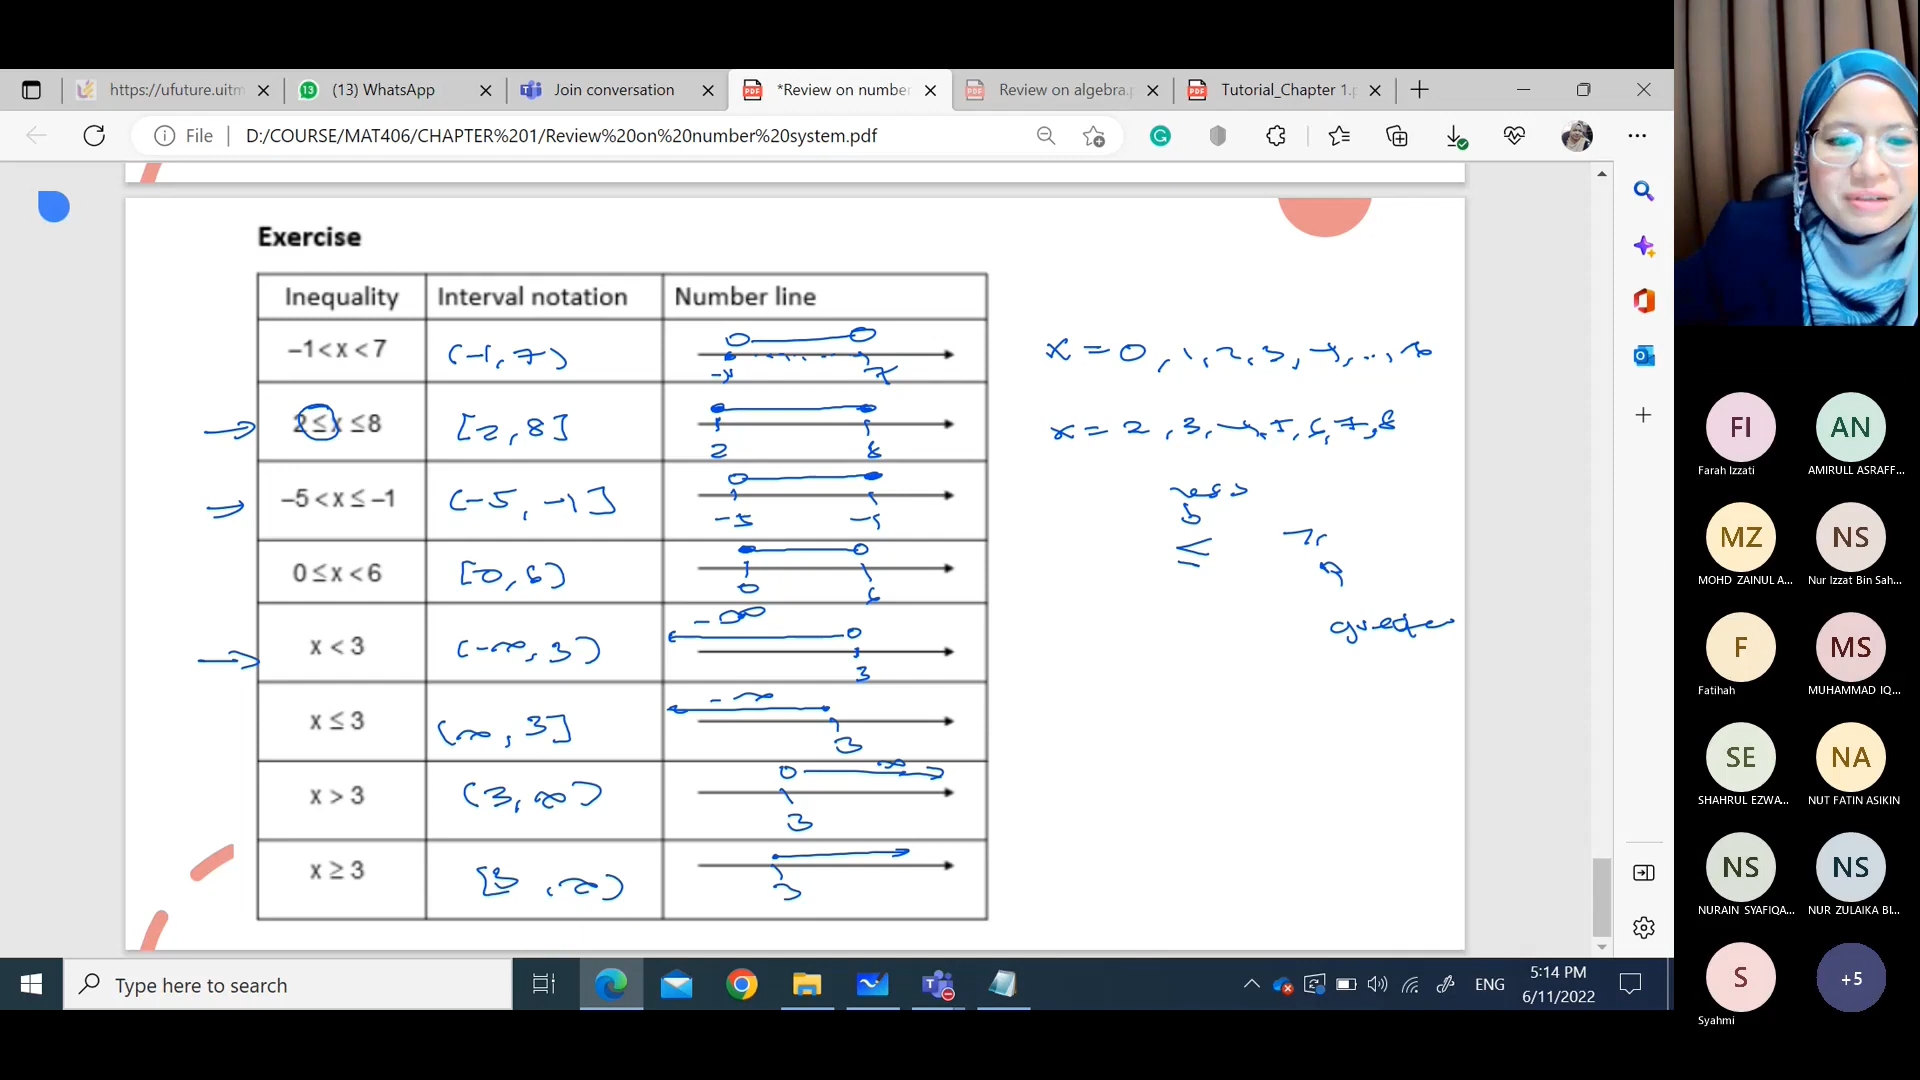 https://ufuture.uitm
(13) WhatsApp
Join conversation
*Review on number
Review on algebra.p
Tutorial_Chapter 1.p
File
D:/COURSE/MAT406/CHAPTER%201/Review%20on%20number%20system.pdf
Exercise
Inequality Interval notation Number line
–1 < x < 7 (-1, 7) -1 7 x = 0, 1, 2, 3, 4, ..., 6
2 ≤ x ≤ 8 [2, 8] 2 8 x = 2, 3, 4, 5, 6, 7, 8
–5 < x ≤ –1 (-5, -1] -5 -1
less
≤
greater
0 ≤ x < 6 [0, 6) 0 6
x < 3 (-∞, 3) -∞ 3
x ≤ 3 (∞, 3] -∞ 3
x > 3 (3, ∞) ∞ 3
x ≥ 3 [3, ∞) 3
FI
Farah Izzati
AN
AMIRULL ASRAFF...
MZ
MOHD ZAINUL A...
NS
Nur Izzat Bin Sah...
F
Fatihah
MS
MUHAMMAD IQ...
SE
SHAHRUL EZWA...
NA
NUT FATIN ASIKIN
NS
NURAIN SYAFIQA...
NS
NUR ZULAIKA BI...
S
Syahmi
+5
Type here to search
ENG
5:14 PM
6/11/2022